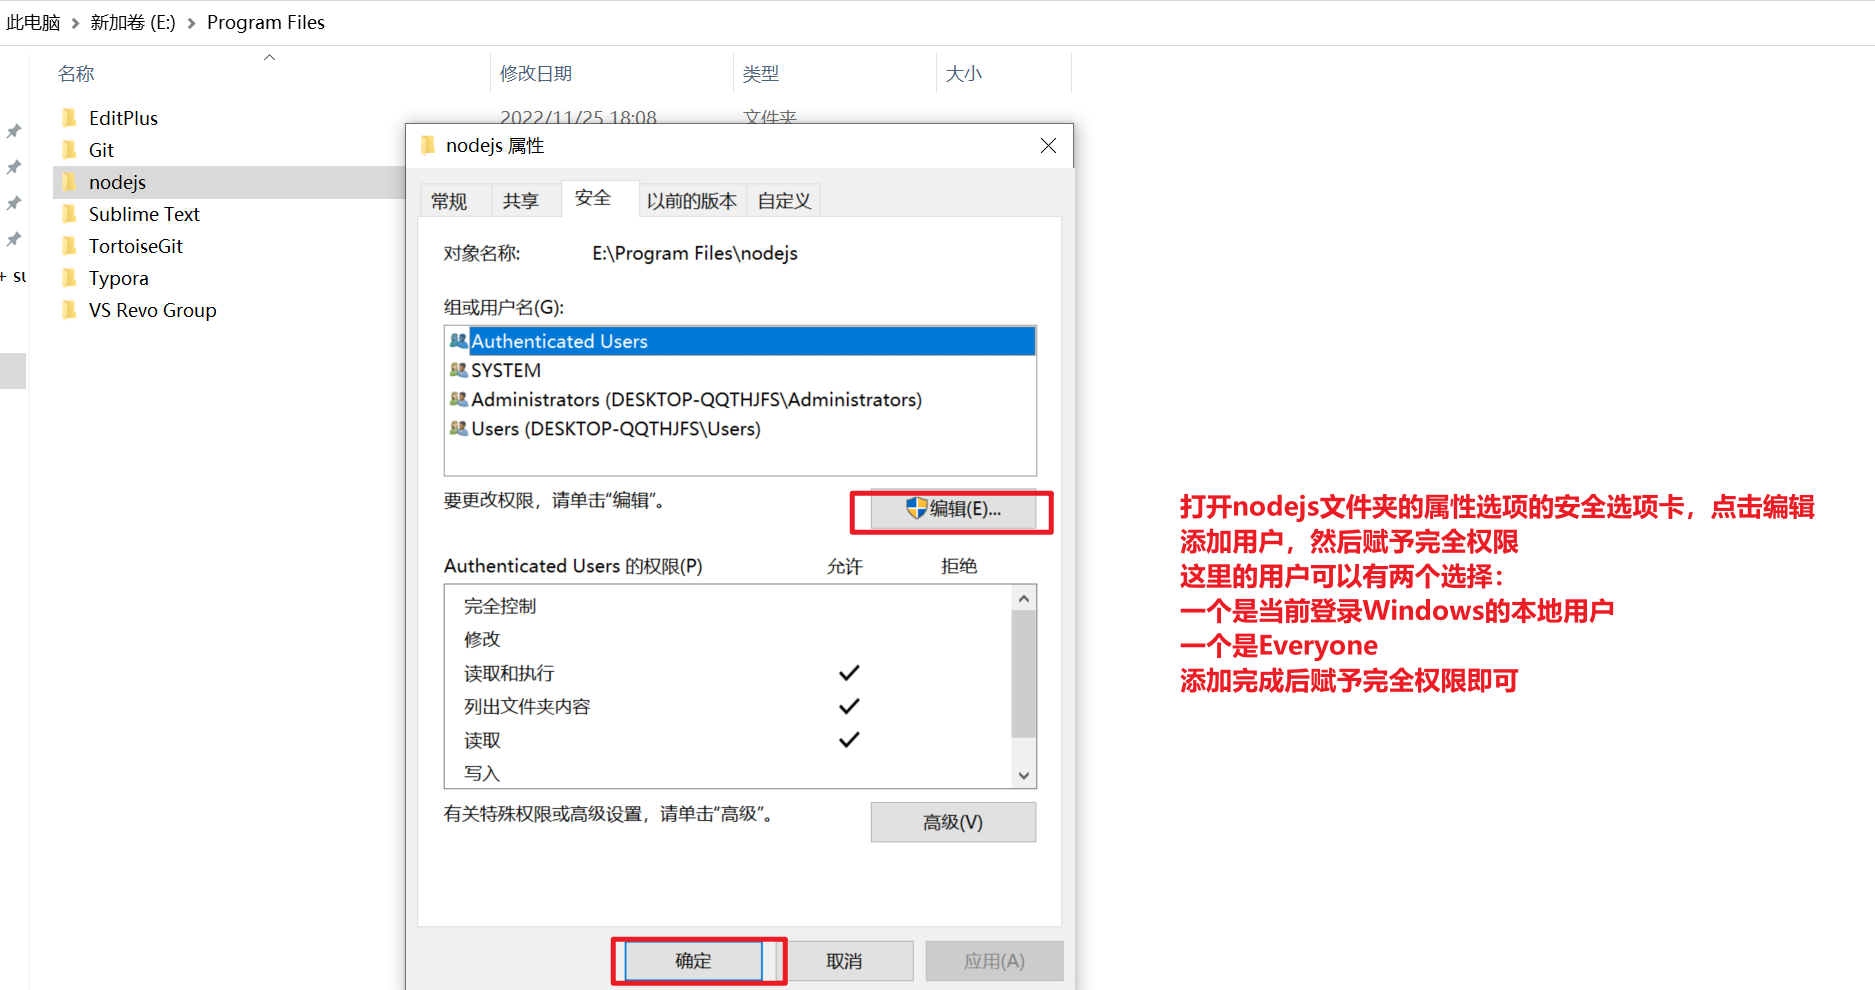 此电脑 > 新加卷 (E:) > Program Files
名称 修改日期 类型 大小
EditPlus 2022/11/25 18:08 文件夹
Git
nodejs
Sublime Text
TortoiseGit
Typora
VS Revo Group
nodejs 属性
常规 共享 安全 以前的版本 自定义
对象名称: E:\Program Files\nodejs
组或用户名(G):
Authenticated Users
SYSTEM
Administrators (DESKTOP-QQTHJFS\Administrators)
Users (DESKTOP-QQTHJFS\Users)
要更改权限，请单击“编辑”。 编辑(E)...
Authenticated Users 的权限(P) 允许 拒绝
完全控制
修改
读取和执行
列出文件夹内容
读取
写入
有关特殊权限或高级设置，请单击“高级”。 高级(V)
确定 取消 应用(A)
打开nodejs文件夹的属性选项的安全选项卡，点击编辑
添加用户，然后赋予完全权限
这里的用户可以有两个选择：
一个是当前登录Windows的本地用户
一个是Everyone
添加完成后赋予完全权限即可